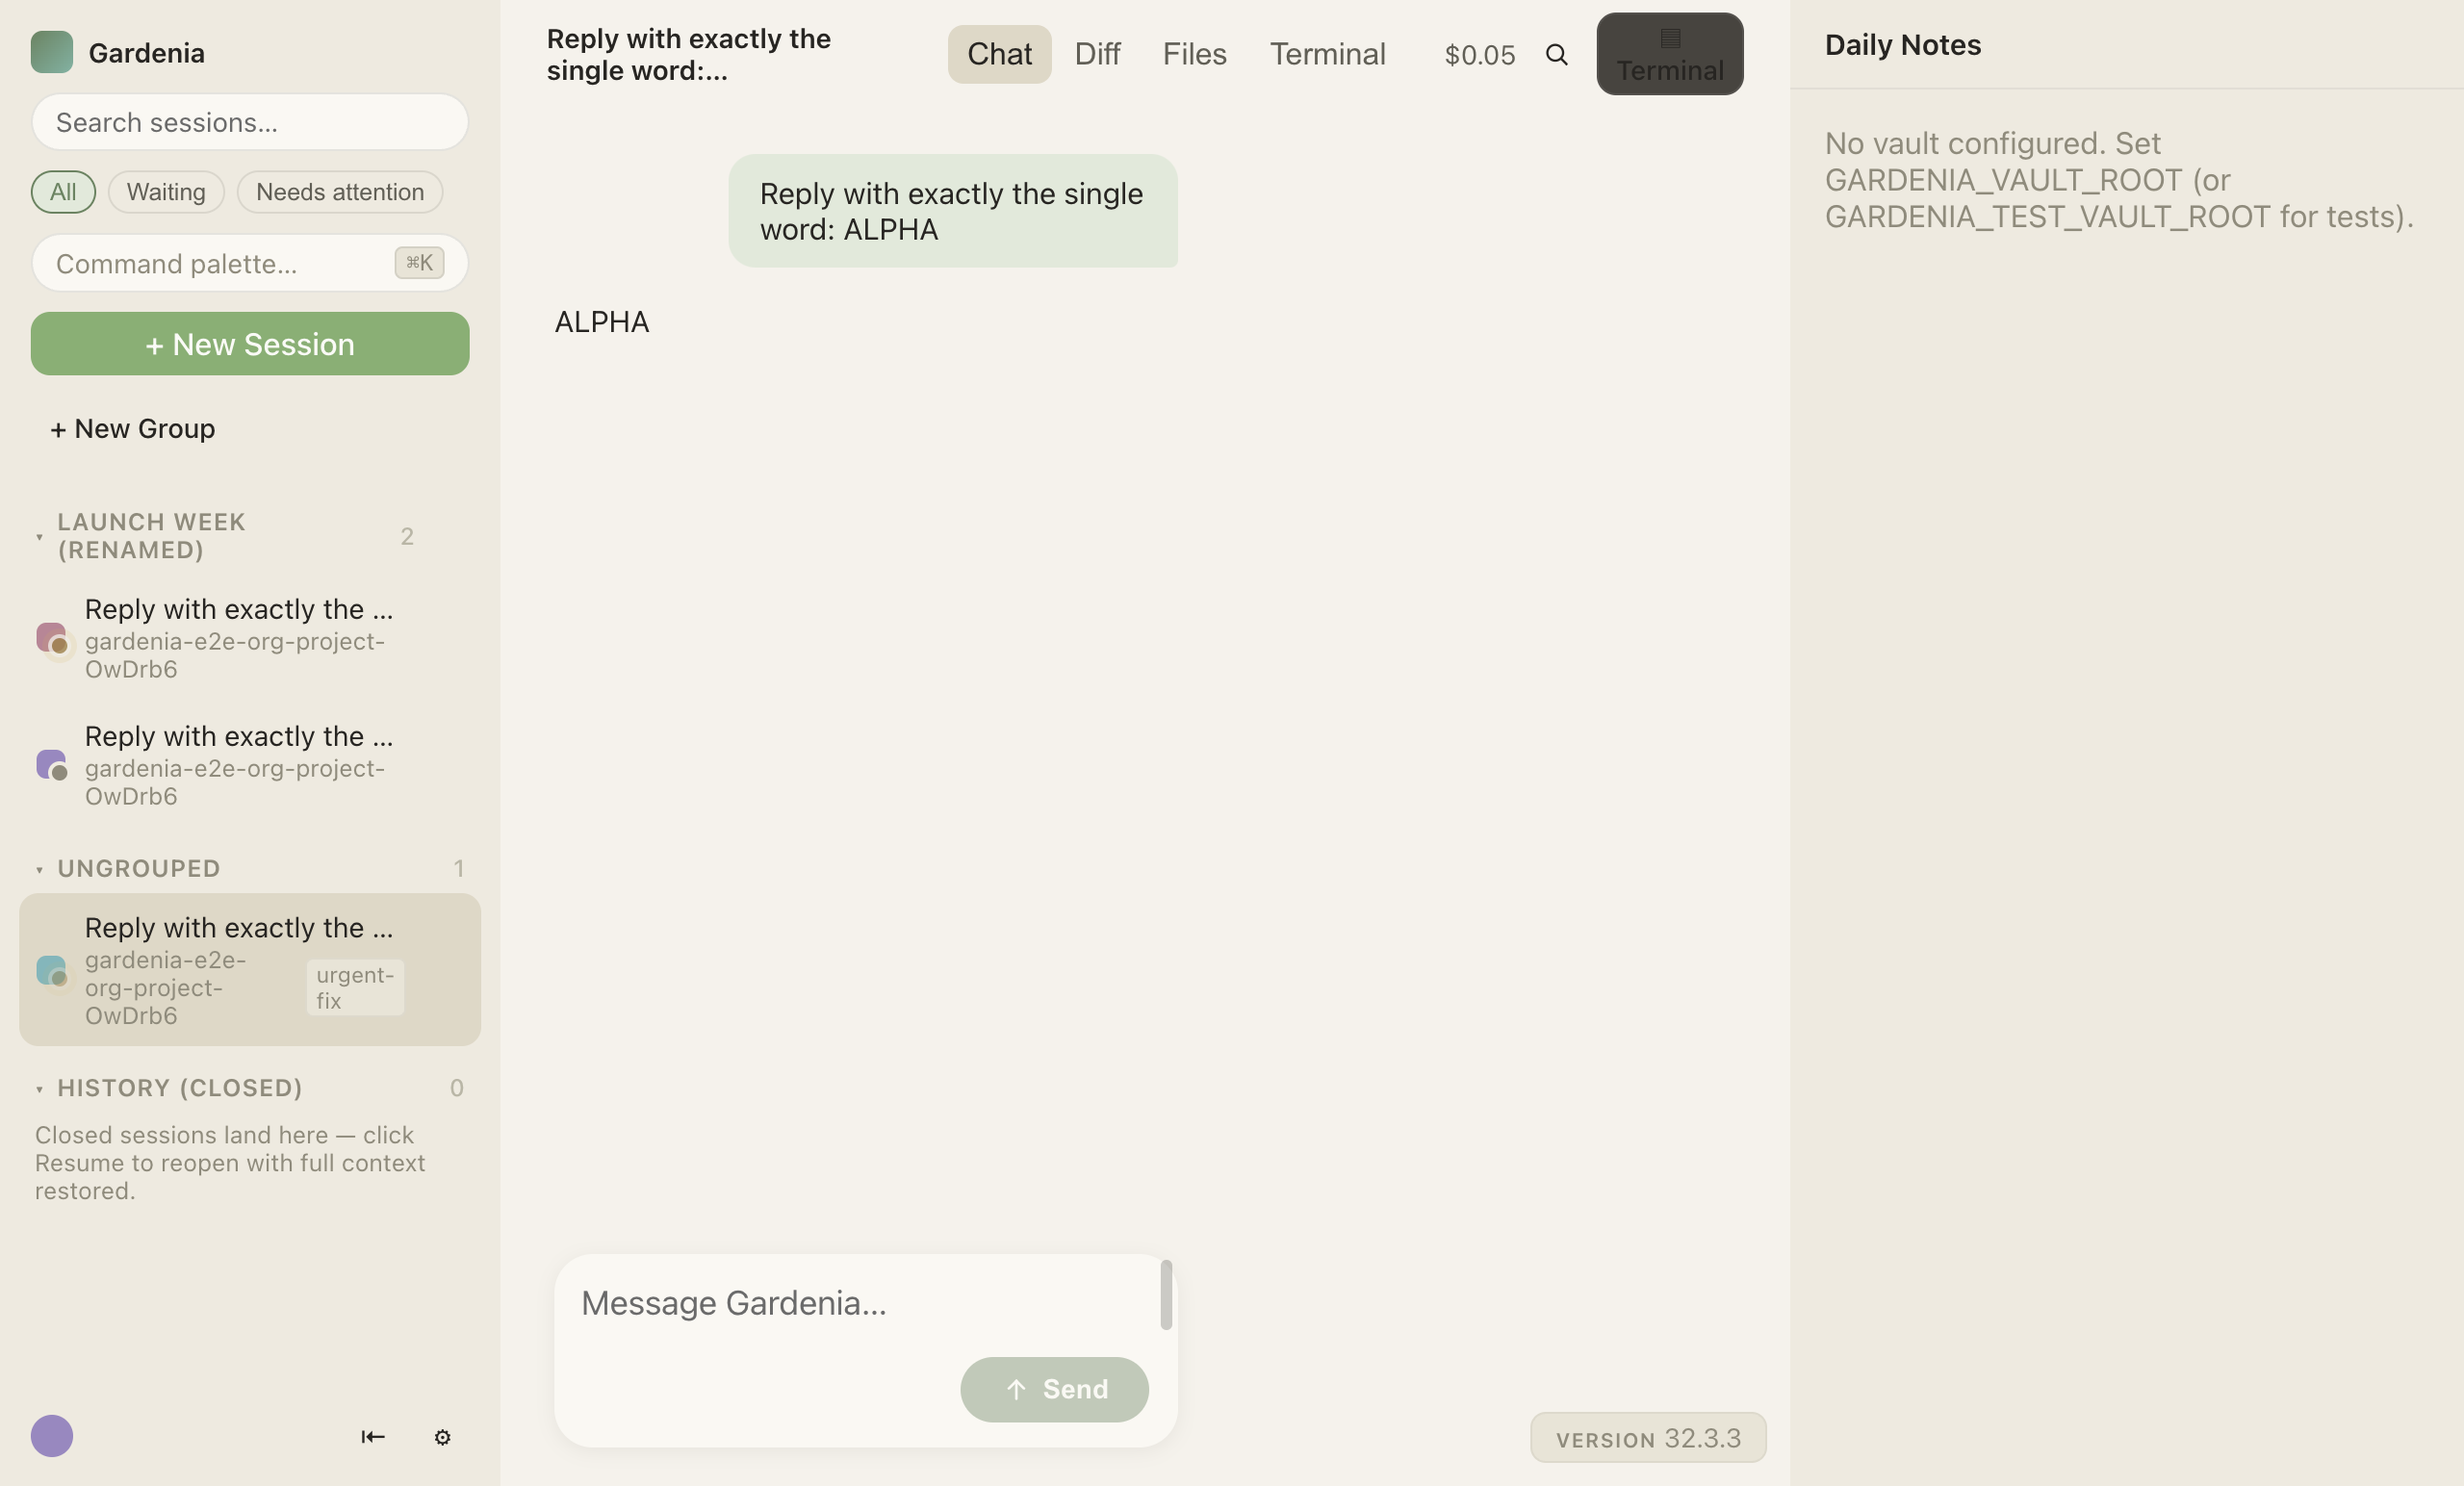 Gardenia
Search sessions...
All
Waiting
Needs attention
Command palette...
⌘K
+ New Session
+ New Group
▾ LAUNCH WEEK
(RENAMED)
2
Reply with exactly the ...
gardenia-e2e-org-project-
OwDrb6
Reply with exactly the ...
gardenia-e2e-org-project-
OwDrb6
▾ UNGROUPED
1
Reply with exactly the ...
gardenia-e2e-
org-project-
OwDrb6
urgent-
fix
▾ HISTORY (CLOSED)
0
Closed sessions land here — click
Resume to reopen with full context
restored.
Reply with exactly the
single word:...
Chat
Diff
Files
Terminal
$0.05
Terminal
Reply with exactly the single
word: ALPHA
ALPHA
Message Gardenia...
↑ Send
VERSION 32.3.3
Daily Notes
No vault configured. Set
GARDENIA_VAULT_ROOT (or
GARDENIA_TEST_VAULT_ROOT for tests).